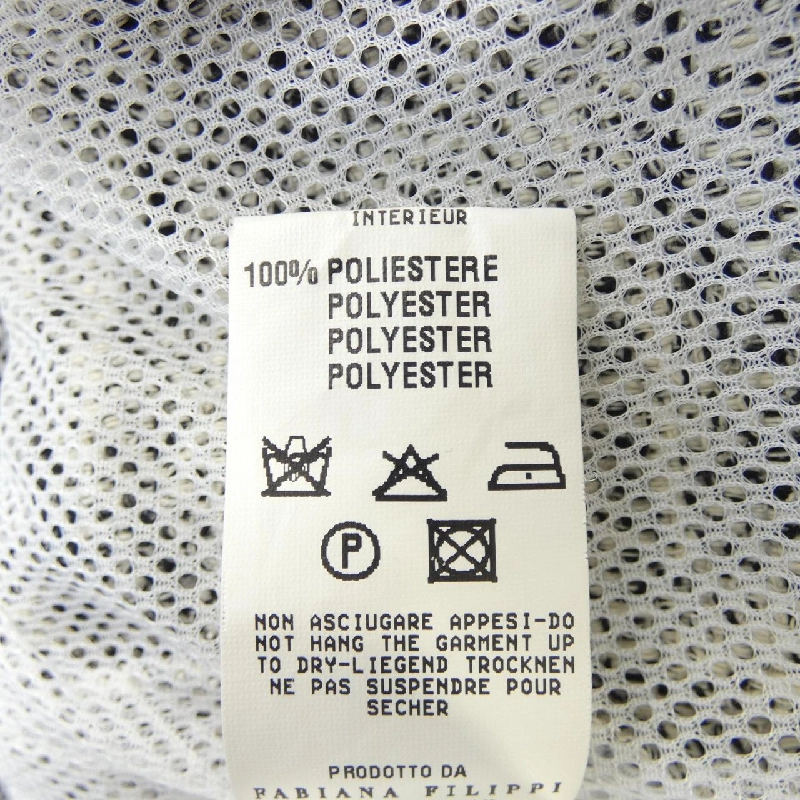 INTERIEUR
100% POLIESTERE
POLYESTER
POLYESTER
POLYESTER
P
NON ASCIUGARE APPESI-DO
NOT HANG THE GARMENT UP
TO DRY-LIEGEND TROCKNEN
NE PAS SUSPENDRE POUR
SECHER
PRODOTTO DA
FABIANA FILIPPI